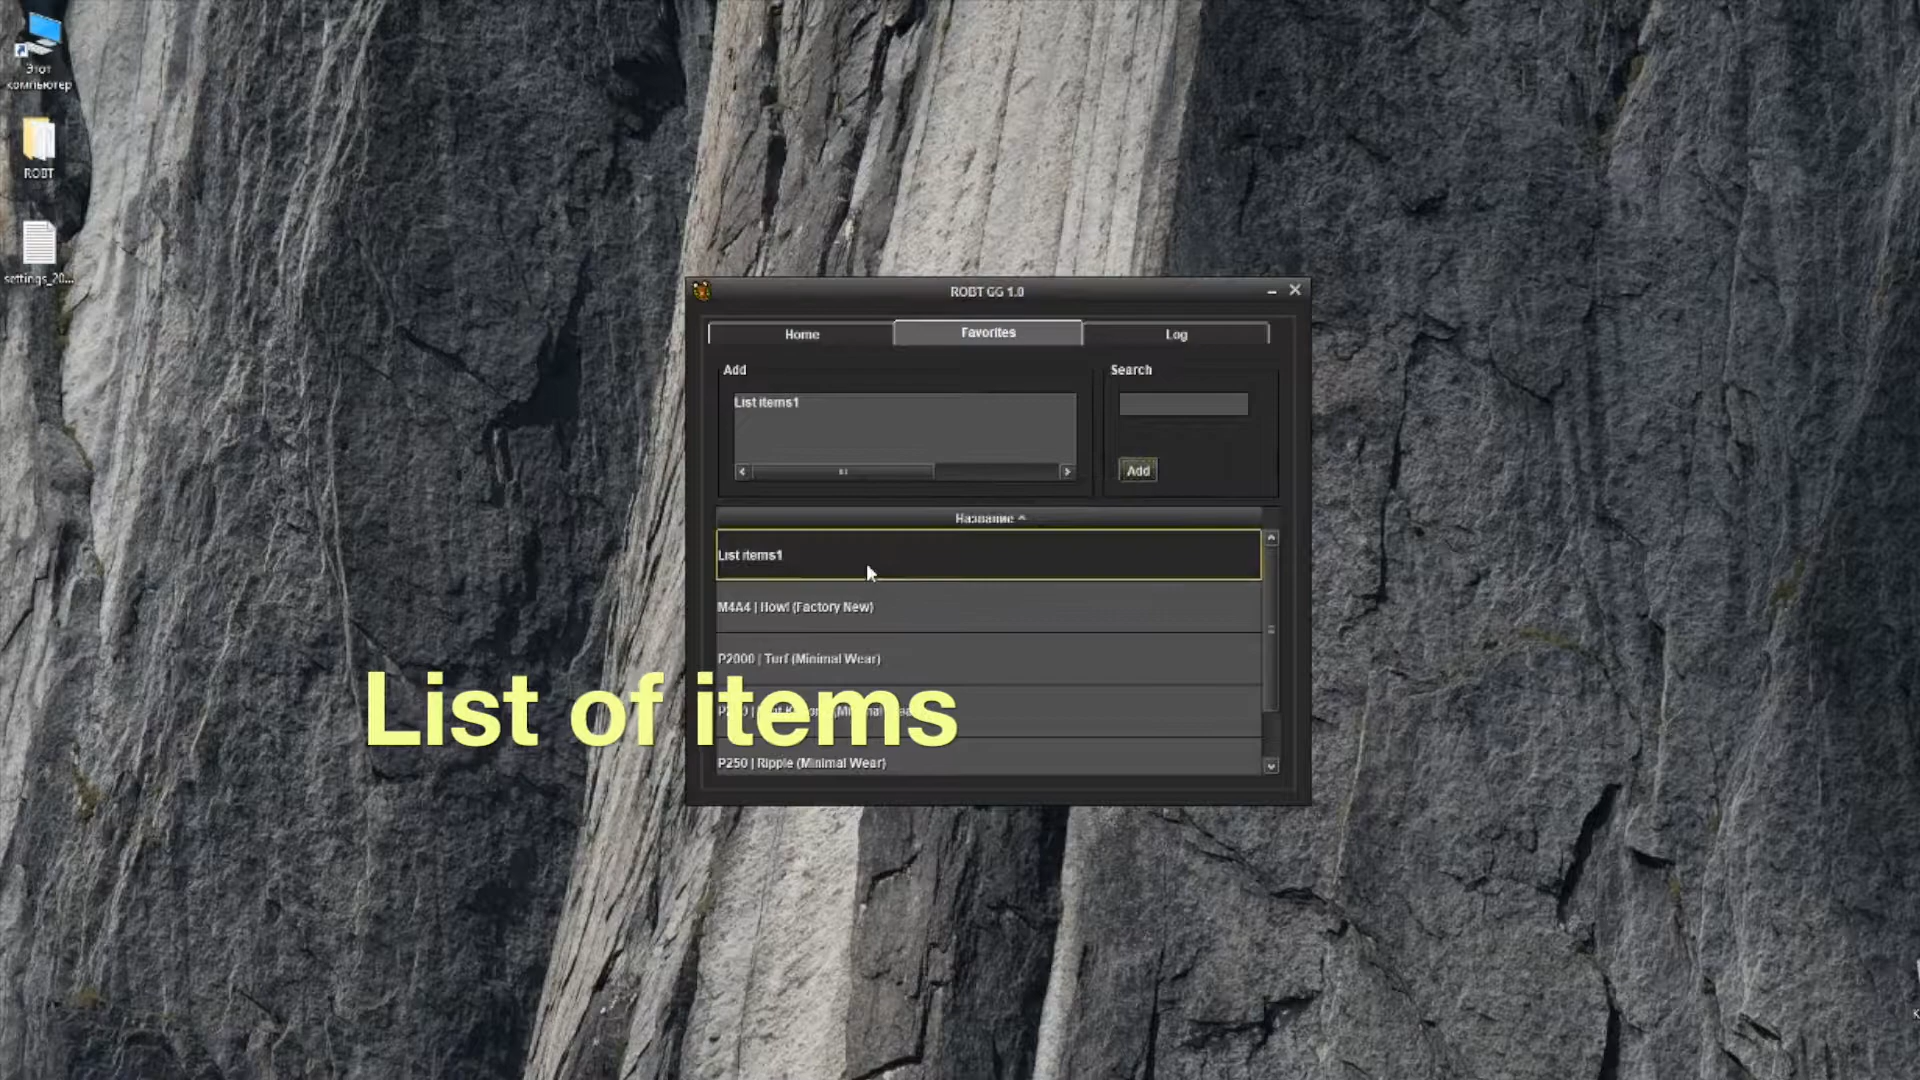 Этот
компьютер
ROBT
settings_20...
ROBT GG 1.0
Home
Favorites
Log
Add
Search
List items1
Add
Название
List items1
M4A4 | Howl (Factory New)
P2000 | Turf (Minimal Wear)
List of items
P250 | Ripple (Minimal Wear)